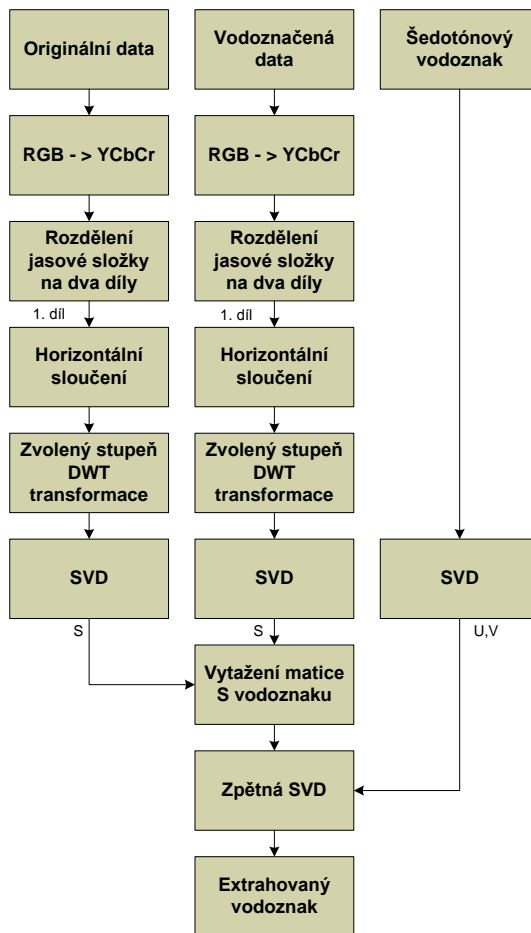 Originální data
Vodoznačená
data
Šedotónový
vodoznak
RGB - > YCbCr
RGB - > YCbCr
Rozdělení
jasové složky
na dva díly
Rozdělení
jasové složky
na dva díly
1. díl
1. díl
Horizontální
sloučení
Horizontální
sloučení
Zvolený stupeň
DWT
transformace
Zvolený stupeň
DWT
transformace
SVD
SVD
SVD
S
S
U,V
Vytažení matice
S vodoznaku
Zpětná SVD
Extrahovaný
vodoznak